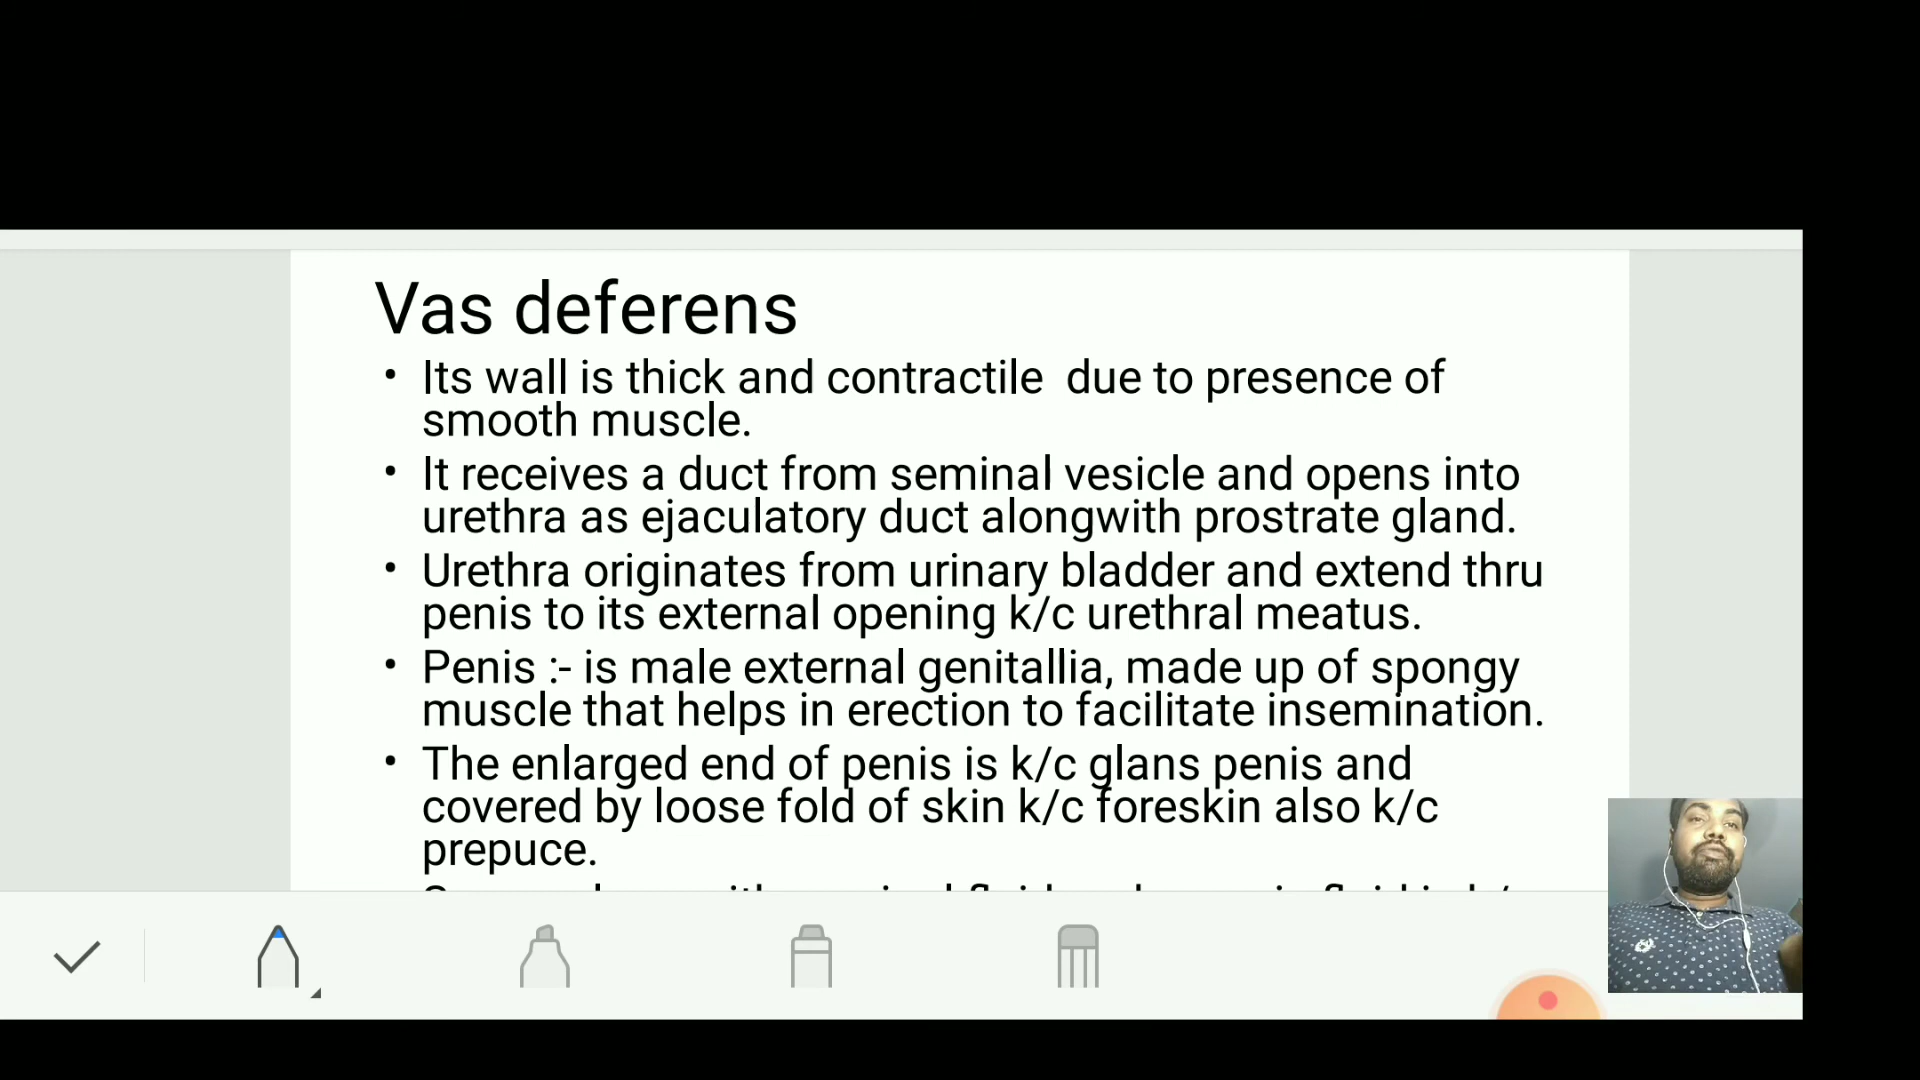 Vas deferens
• Its wall is thick and contractile  due to presence of
smooth muscle.
• It receives a duct from seminal vesicle and opens into
urethra as ejaculatory duct alongwith prostrate gland.
• Urethra originates from urinary bladder and extend thru
penis to its external opening k/c urethral meatus.
• Penis :- is male external genitallia, made up of spongy
muscle that helps in erection to facilitate insemination.
• The enlarged end of penis is k/c glans penis and
covered by loose fold of skin k/c foreskin also k/c
prepuce.